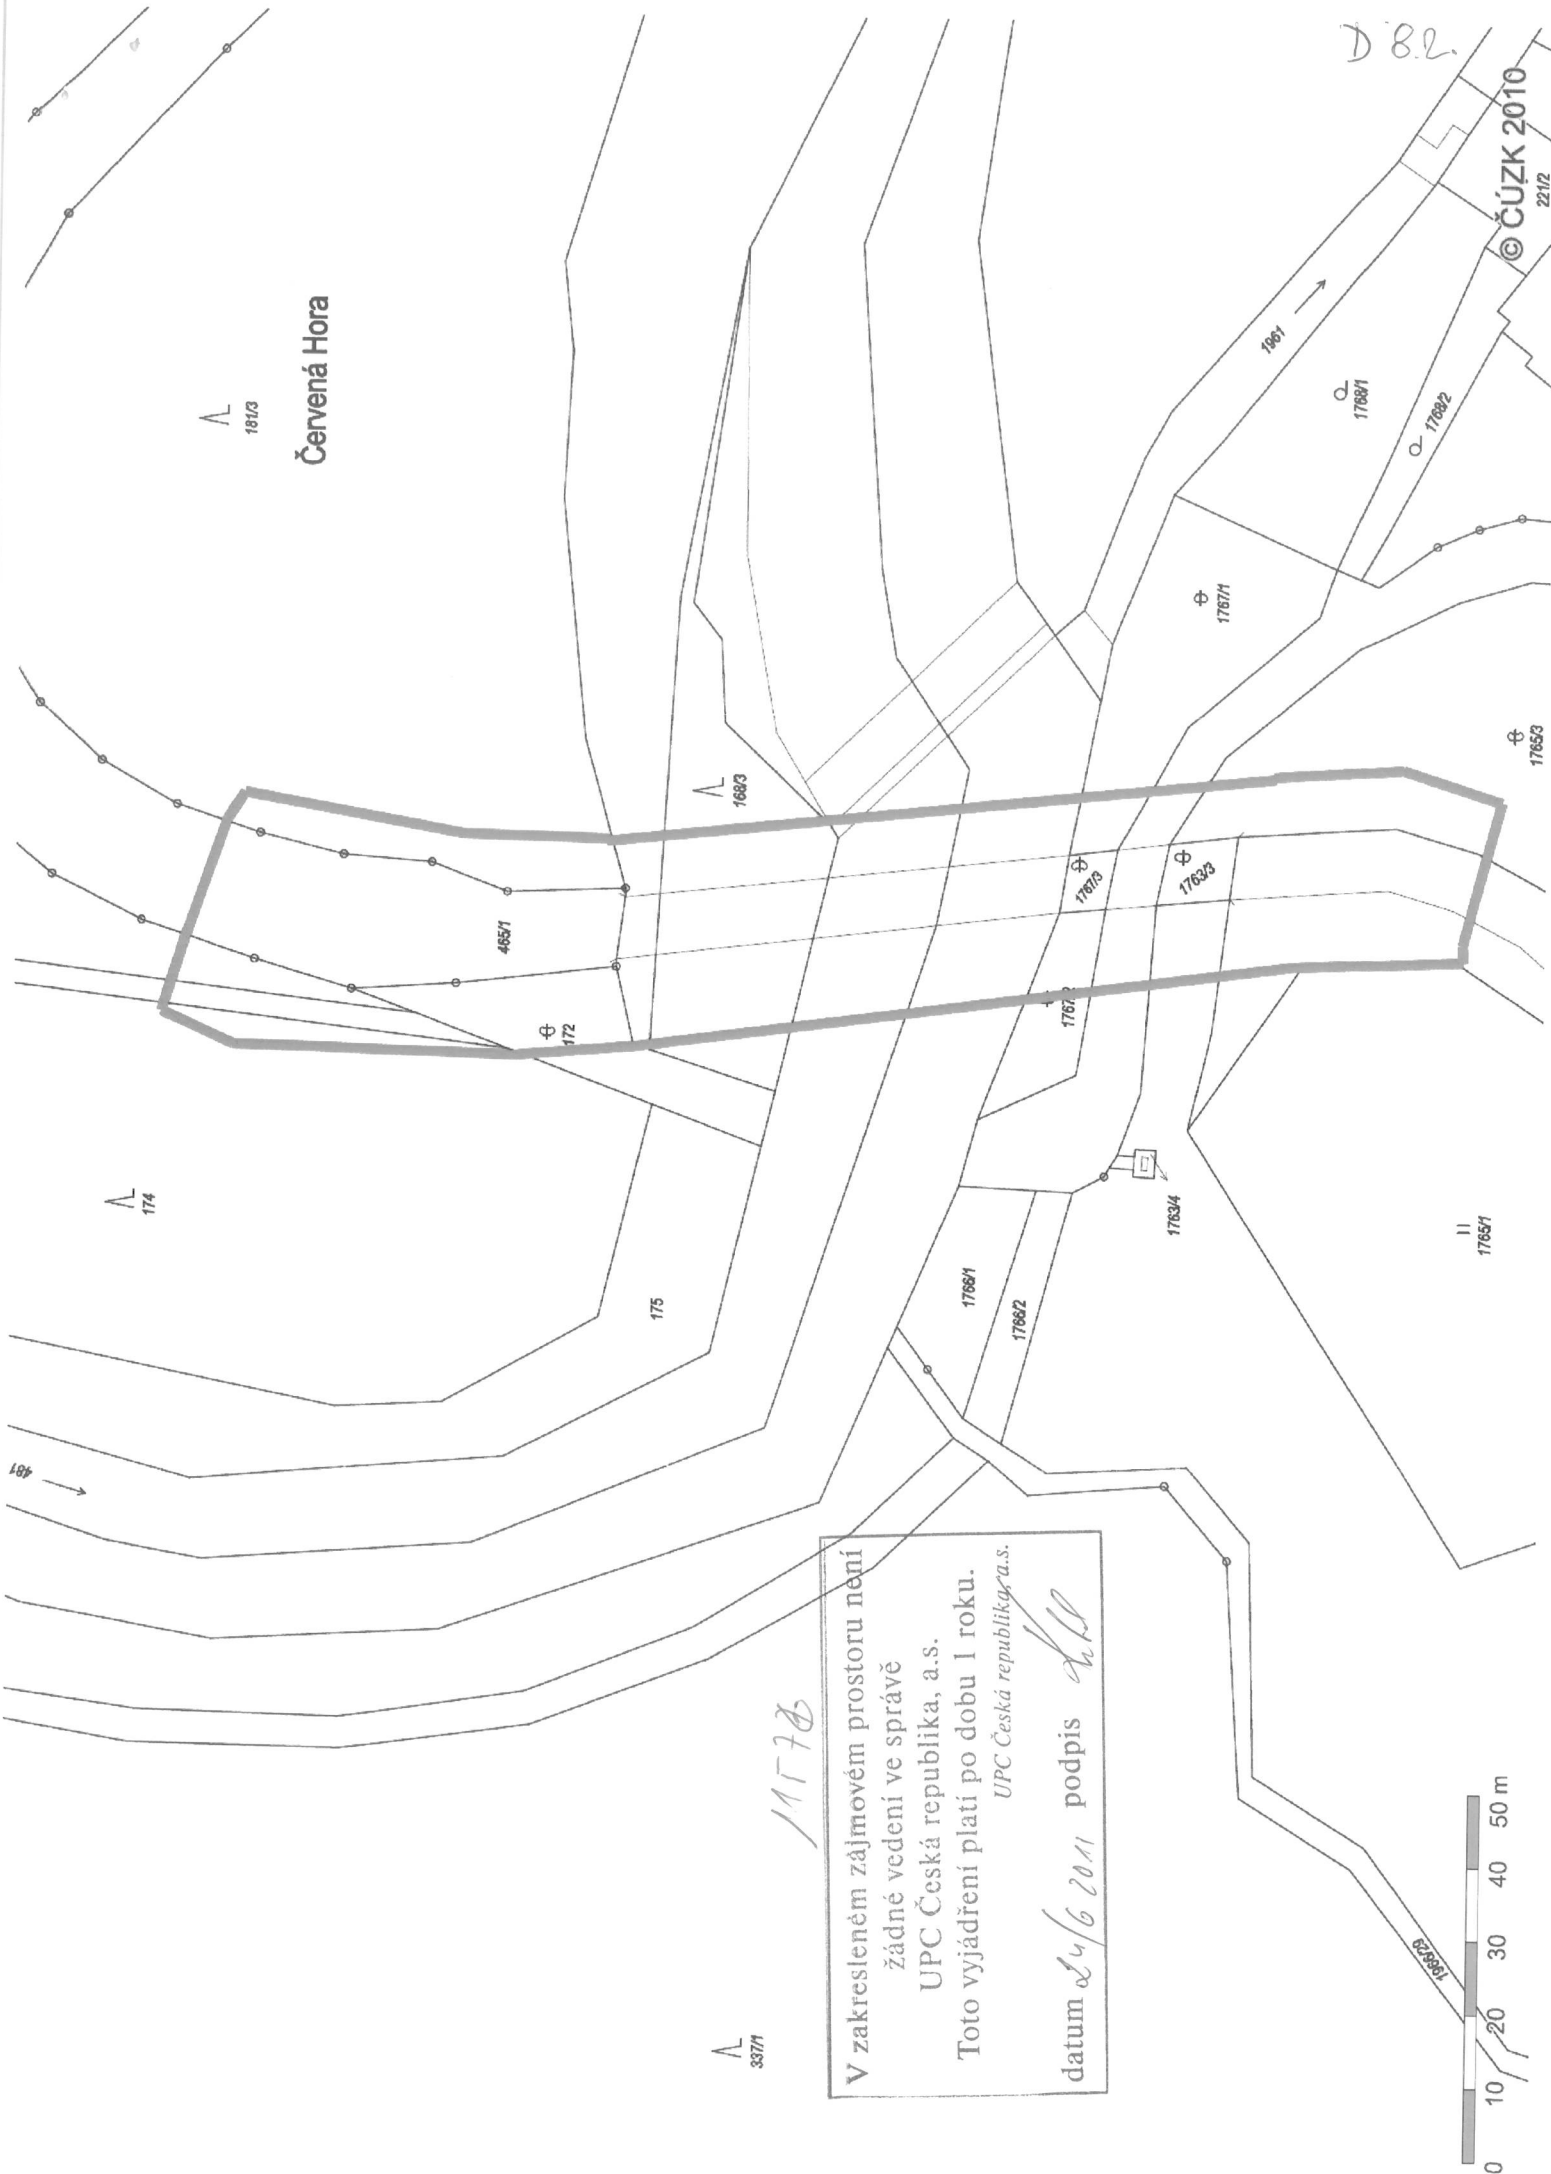 D 8.2.
© ČÚZK 2010
221/2
Červená Hora
181/3
1961
1768/1
1768/2
1767/1
1765/3
168/3
465/1
1767/3
1763/3
172
174
175
1763/4
1765/1
1766/1
1766/2
481
337/1
V zakresleném zájmovém prostoru není
žádné vedení ve správě
UPC Česká republika, a.s.
Toto vyjádření platí po dobu 1 roku.
UPC Česká republika, a.s.
datum 24/6 2011 podpis
1966/29
0 10 20 30 40 50 m